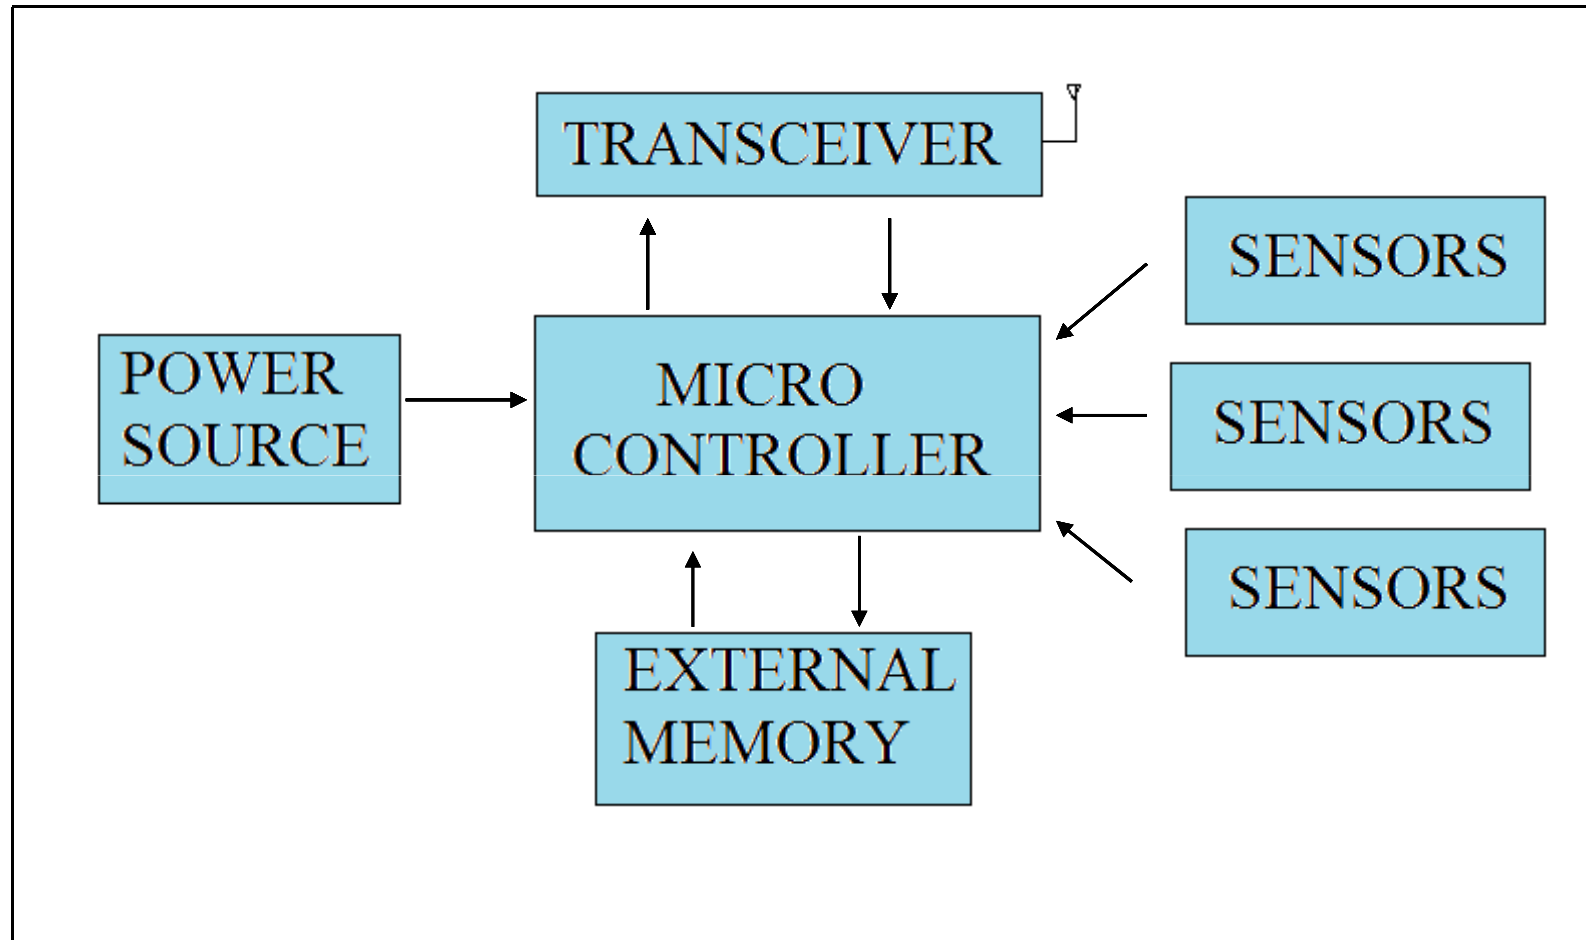 TRANSCEIVER
SENSORS
POWER
SOURCE
MICRO
CONTROLLER
SENSORS
SENSORS
EXTERNAL
MEMORY